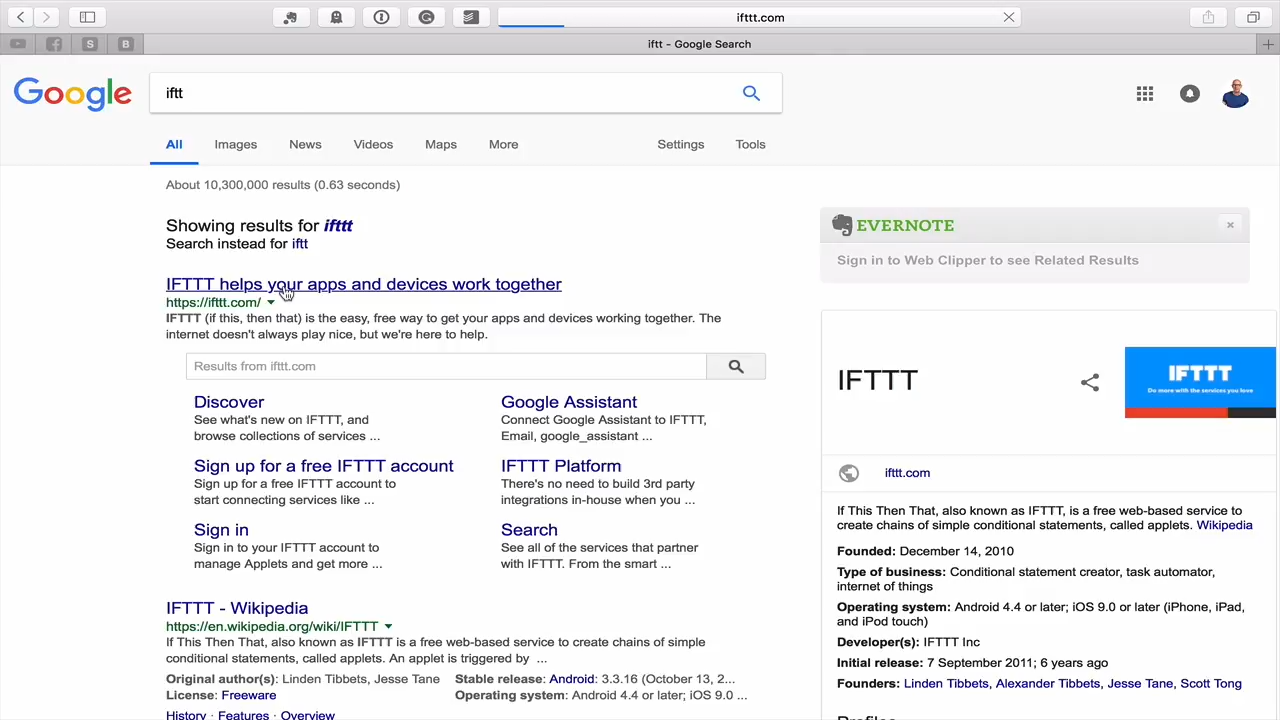 ifttt.com
S
B
iftt - Google Search
Google
iftt
All
Images
News
Videos
Maps
More
Settings
Tools
About 10,300,000 results (0.63 seconds)
Showing results for ifttt
Search instead for iftt
IFTTT helps your apps and devices work together
https://ifttt.com/
IFTTT (if this, then that) is the easy, free way to get your apps and devices working together. The
internet doesn't always play nice, but we're here to help.
Results from ifttt.com
Discover
See what's new on IFTTT, and
browse collections of services ...
Google Assistant
Connect Google Assistant to IFTTT,
Email, google_assistant ...
Sign up for a free IFTTT account
Sign up for a free IFTTT account to
start connecting services like ...
IFTTT Platform
There's no need to build 3rd party
integrations in-house when you ...
Sign in
Sign in to your IFTTT account to
manage Applets and get more ...
Search
See all of the services that partner
with IFTTT. From the smart ...
IFTTT - Wikipedia
https://en.wikipedia.org/wiki/IFTTT
If This Then That, also known as IFTTT is a free web-based service to create chains of simple
conditional statements, called applets. An applet is triggered by ...
Original author(s): Linden Tibbets, Jesse Tane
Stable release: Android: 3.3.16 (October 13, 2...
License: Freeware
Operating system: Android 4.4 or later; iOS 9.0 ...
History · Features · Overview
EVERNOTE
Sign in to Web Clipper to see Related Results
IFTTT
IFTTT
Do more with the services you love
ifttt.com
If This Then That, also known as IFTTT, is a free web-based service to
create chains of simple conditional statements, called applets. Wikipedia
Founded: December 14, 2010
Type of business: Conditional statement creator, task automator,
internet of things
Operating system: Android 4.4 or later; iOS 9.0 or later (iPhone, iPad,
and iPod touch)
Developer(s): IFTTT Inc
Initial release: 7 September 2011; 6 years ago
Founders: Linden Tibbets, Alexander Tibbets, Jesse Tane, Scott Tong
Profiles